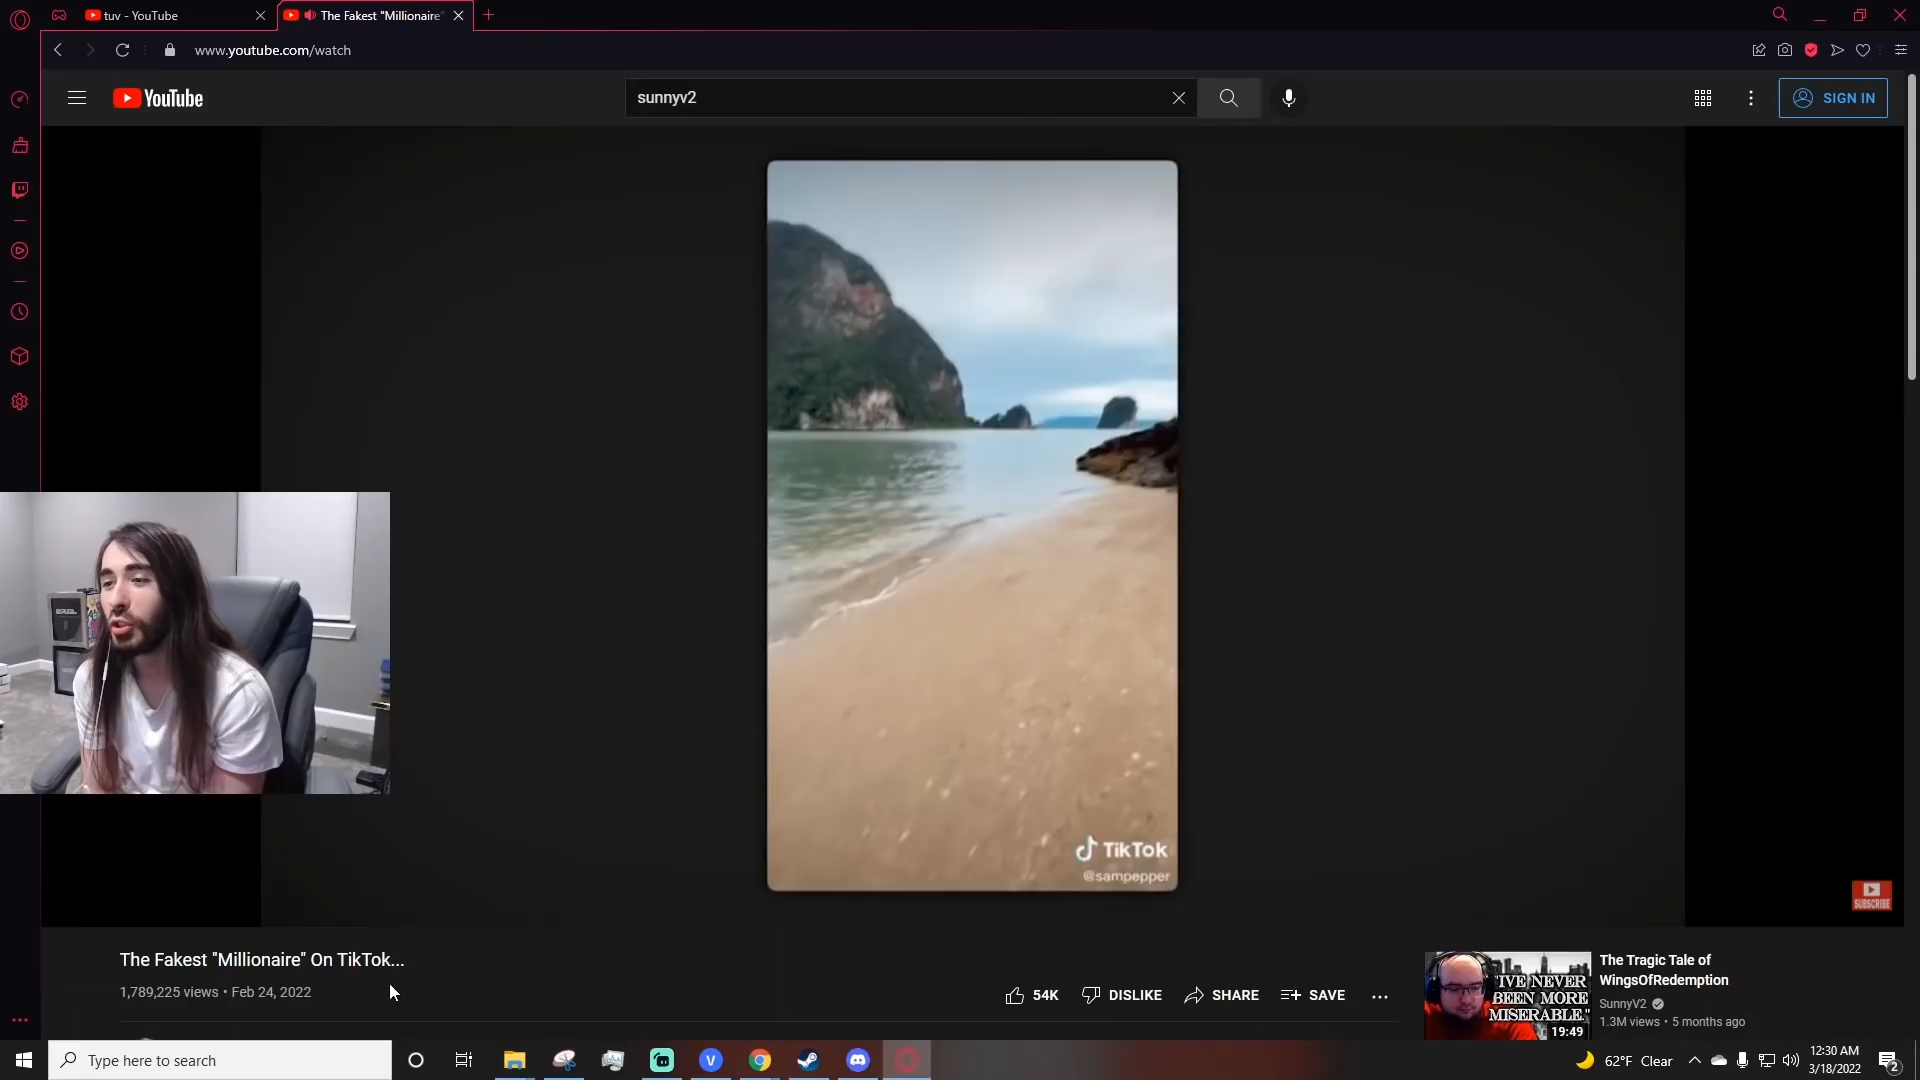 tuv - YouTube
The Fakest "Millionaire"
www.youtube.com/watch
YouTube
sunnyv2
SIGN IN
TikTok
@sampepper
SUBSCRIBE
The Fakest "Millionaire" On TikTok...
1,789,225 views • Feb 24, 2022
54K
DISLIKE
SHARE
SAVE
"IVE NEVER
BEEN MORE
MISERABLE."
19:49
The Tragic Tale of
WingsOfRedemption
SunnyV2
1.3M views • 5 months ago
Type here to search
62°F Clear
12:30 AM
3/18/2022
2